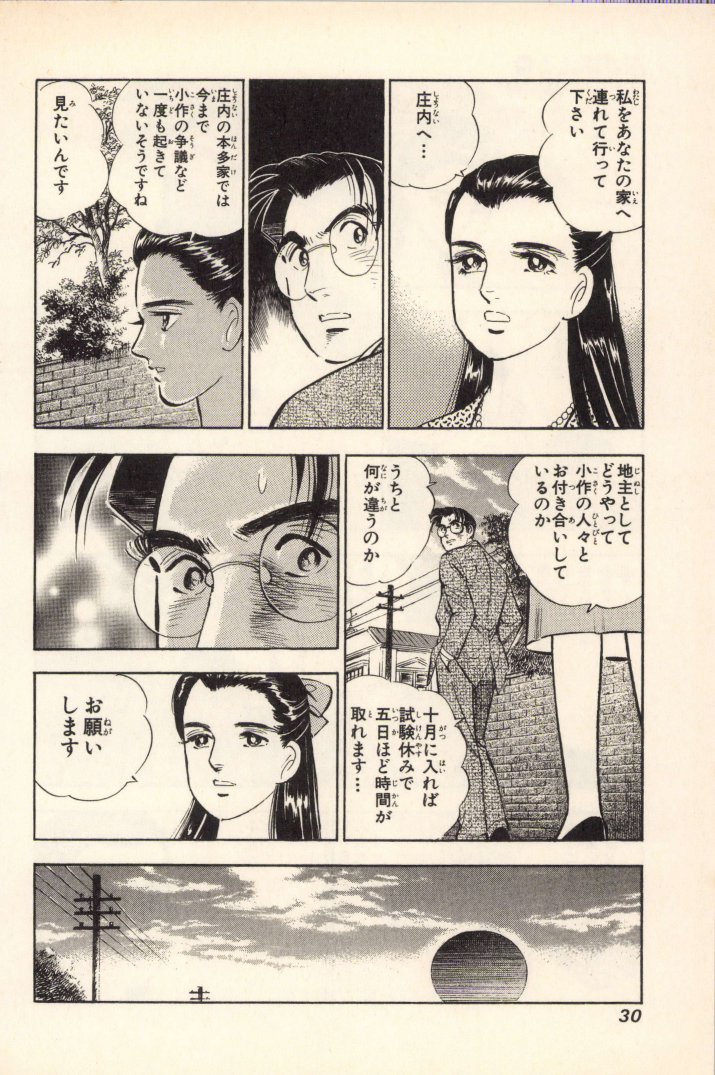 私をあなたの家へ
連れて行って
下さい
庄内へ…
庄内の本多家では
今まで
小作の争議など
一度も起きて
いないそうですね
見たいんです
地主として
どうやって
小作の人々と
お付き合いして
いるのか
うちと
何が違うのか
十月に入れば
試験休みで
五日ほど時間が
取れます…
お願い
します
30